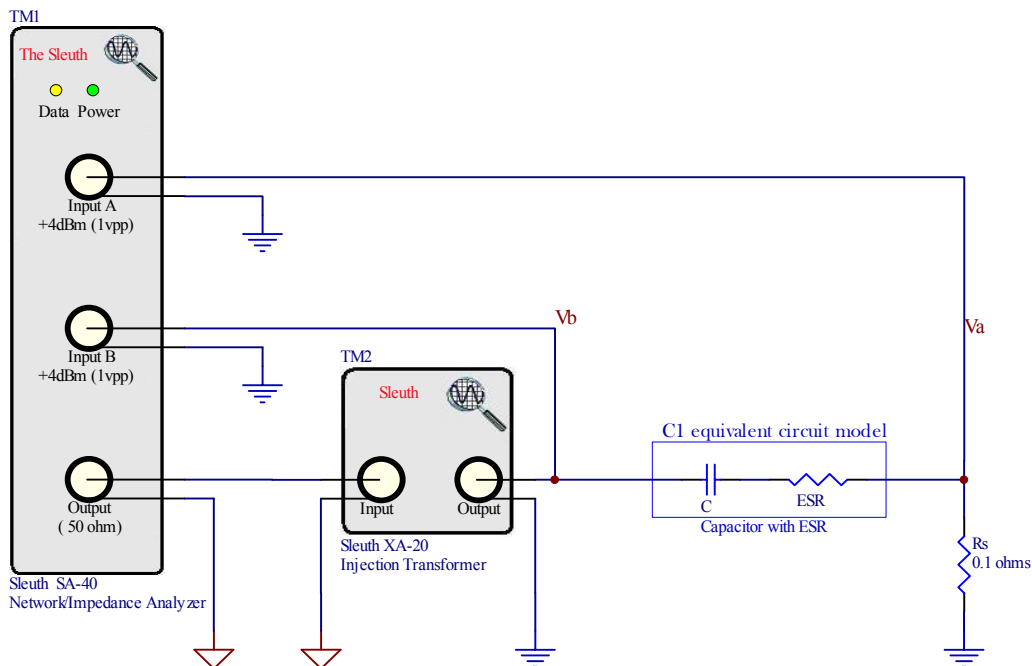 TM1
The Sleuth
Data Power
Input A
+4dBm (1vpp)
Input B
+4dBm (1vpp)
Output
( 50 ohm)
Sleuth SA-40
Network/Impedance Analyzer
TM2
Sleuth
Input
Output
Sleuth XA-20
Injection Transformer
Vb
Va
C1 equivalent circuit model
C
ESR
Capacitor with ESR
Rs
0.1 ohms